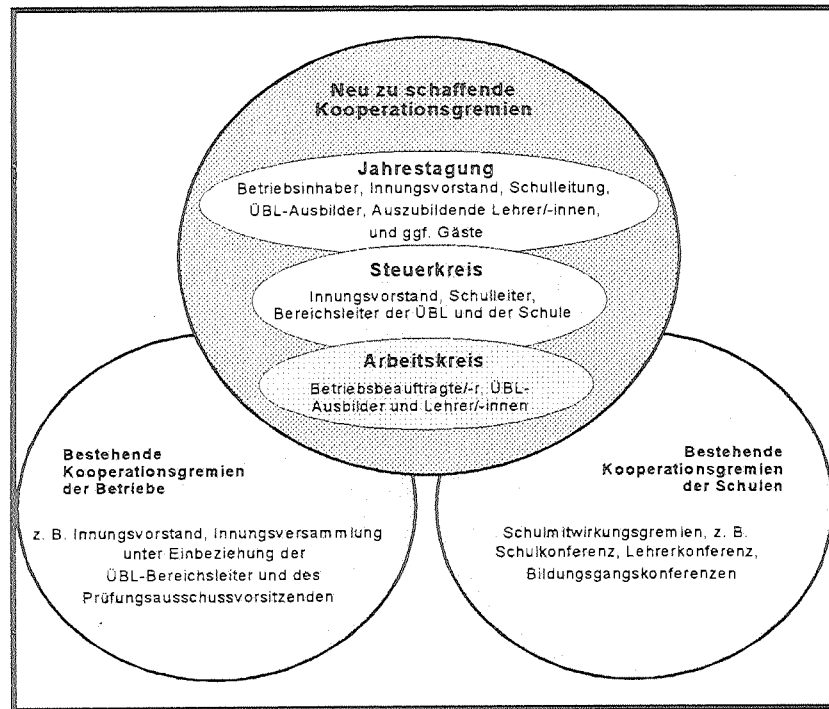 Neu zu schaffende
Kooperationsgremien
Jahrestagung
Betriebsinhaber, Innungsvorstand, Schulleitung,
ÜBL-Ausbilder, Auszubildende Lehrer/-innen,
und ggf. Gäste
Steuerkreis
Innungsvorstand, Schulleiter,
Bereichsleiter der ÜBL und der Schule
Arbeitskreis
Betriebsbeauftragte/-r, ÜBL-
Ausbilder und Lehrer/-innen
Bestehende
Kooperationsgremien
der Betriebe
z. B. Innungsvorstand, Innungsversammlung
unter Einbeziehung der
ÜBL-Bereichsleiter und des
Prüfungsausschussvorsitzenden
Bestehende
Kooperationsgremien
der Schulen
Schulmitwirkungsgremien, z. B.
Schulkonferenz, Lehrerkonferenz,
Bildungsgangskonferenzen